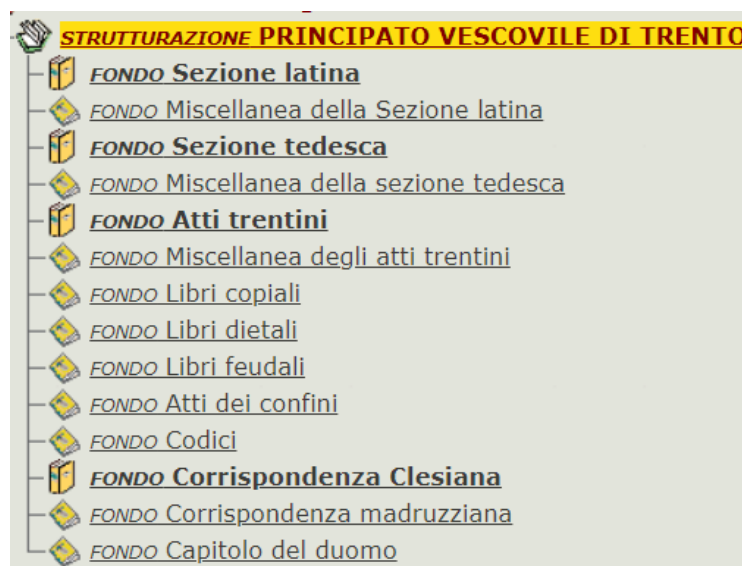 STRUTTURAZIONE PRINCIPATO VESCOVILE DI TRENTO
FONDO Sezione latina
FONDO Miscellanea della Sezione latina
FONDO Sezione tedesca
FONDO Miscellanea della sezione tedesca
FONDO Atti trentini
FONDO Miscellanea degli atti trentini
FONDO Libri copiali
FONDO Libri dietali
FONDO Libri feudali
FONDO Atti dei confini
FONDO Codici
FONDO Corrispondenza Clesiana
FONDO Corrispondenza madruzziana
FONDO Capitolo del duomo